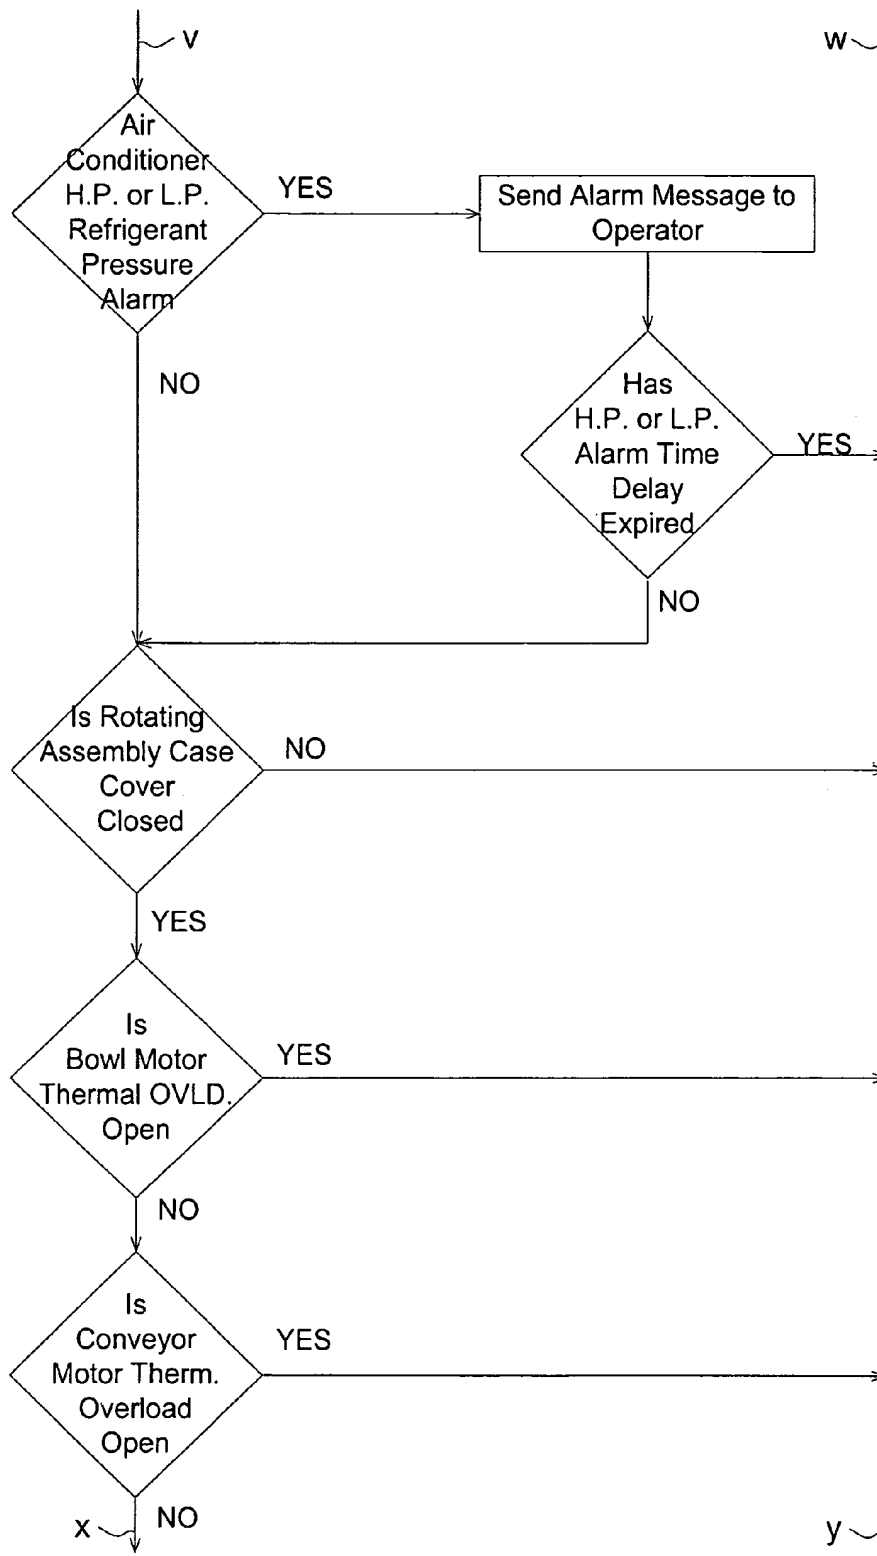 v
w
Air
Conditioner
H.P. or L.P.
Refrigerant
Pressure
Alarm
YES
Send Alarm Message to
Operator
NO
Has
H.P. or L.P.
Alarm Time
Delay
Expired
YES
NO
Is Rotating
Assembly Case
Cover
Closed
NO
YES
Is
Bowl Motor
Thermal OVLD.
Open
YES
NO
Is
Conveyor
Motor Therm.
Overload
Open
YES
NO
x
y